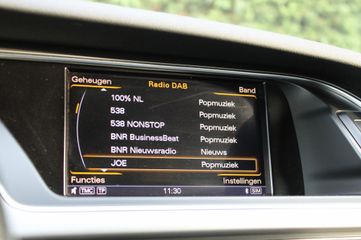 Geheugen Radio DAB Band
100% NL Popmuziek
538 Popmuziek
538 NONSTOP Popmuziek
BNR BusinessBeat Popmuziek
BNR Nieuwsradio Nieuws
JOE Popmuziek
Functies Instellingen
TMC TP 11:30 SIM